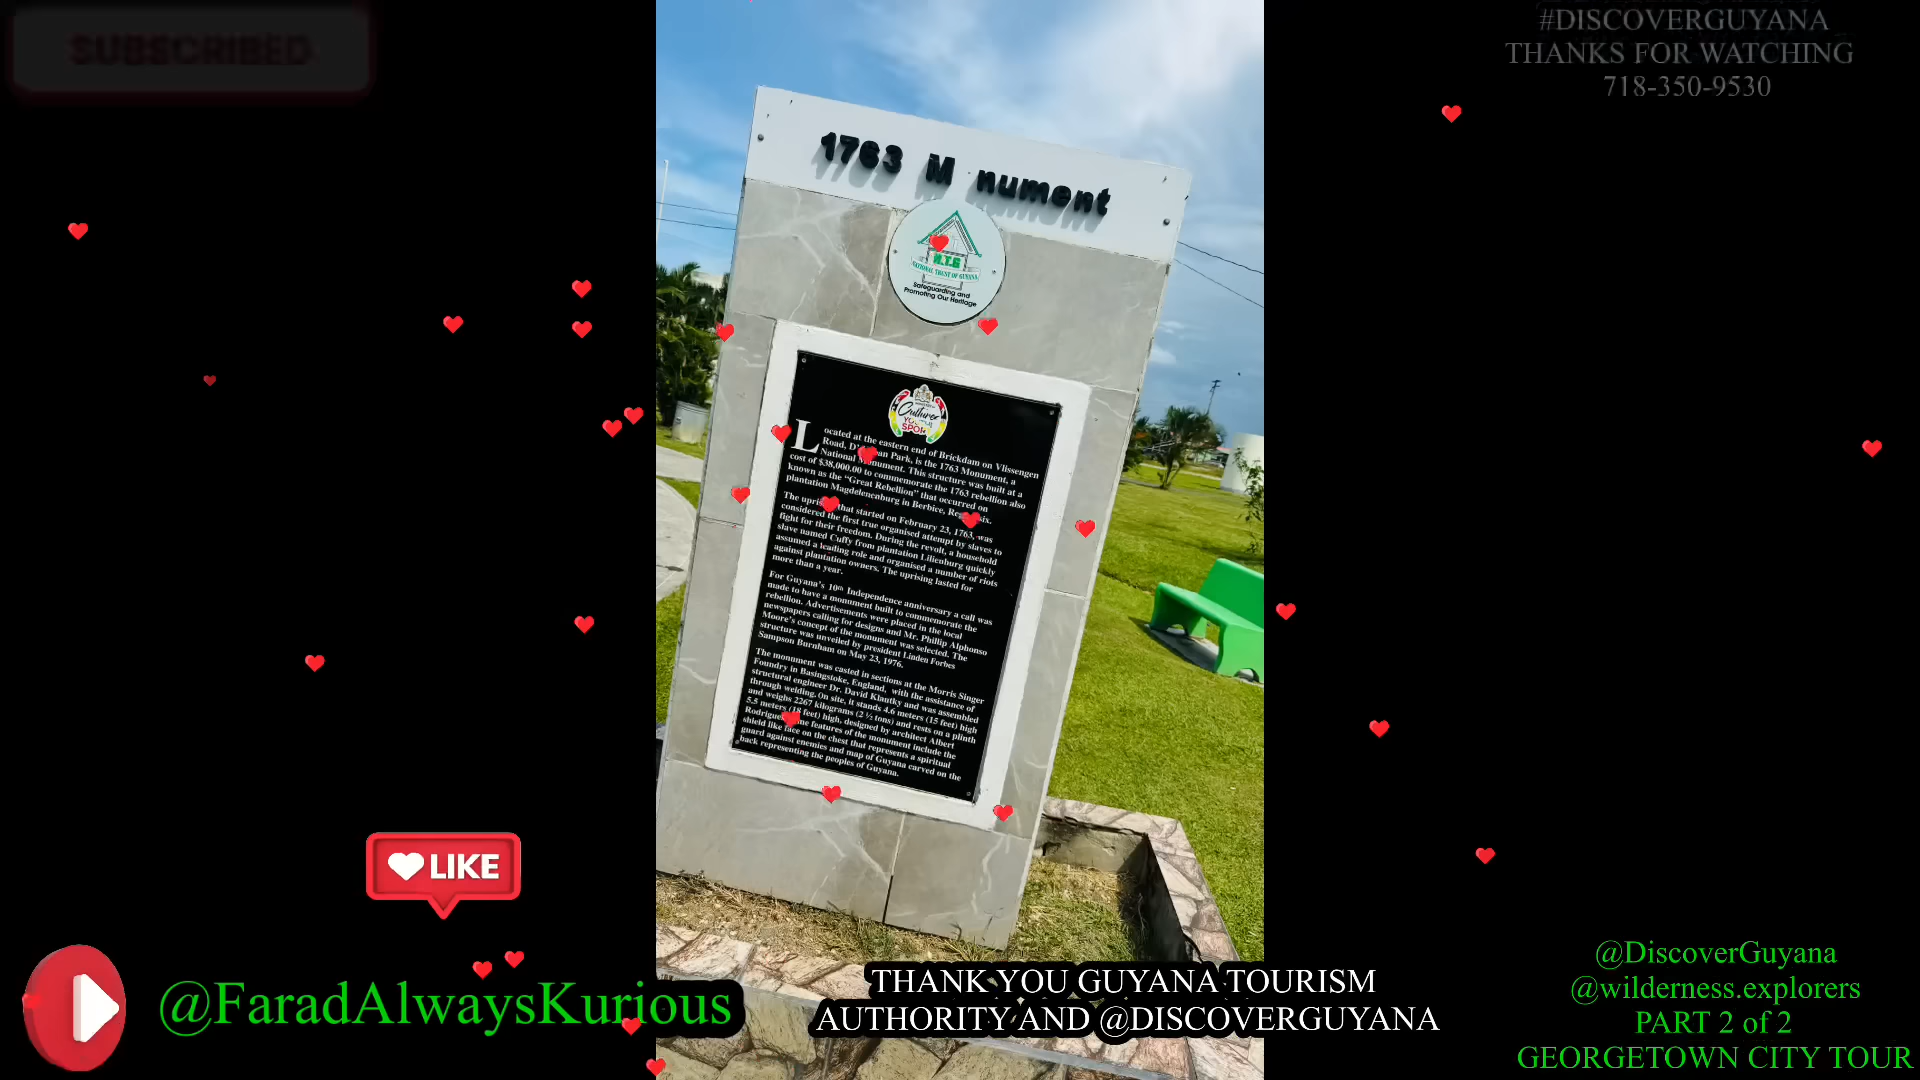 SUBSCRIBED
#DISCOVERGUYANA
THANKS FOR WATCHING
718-350-9530
1763 M nument
N.T.G
NATIONAL TRUST OF GUYANA
Safeguarding and
Promoting Our Heritage
Culture
Located at the eastern end of Brickdam on Vlissengen
Road, Park, is the 1763 Monument, a
National Monument. This structure was built at a
cost of $38,000.00 to commemorate the 1763 rebellion also
known as the “Great Rebellion” that occurred on
plantation Magdelenenburg in Berbice, Region six.
The uprising that started on February 23, 1763, was
considered the first true organised attempt by slaves to
fight for their freedom. During the revolt, a household
slave named Cuffy from plantation Lilienburg quickly
assumed a leading role and organised a number of riots
against plantation owners. The uprising lasted for
more than a year.
For Guyana's 10th Independence anniversary a call was
made to have a monument built to commemorate the
rebellion. Advertisements were placed in the local
newspapers calling for designs and Mr. Phillip Alphonso
Moore's concept of the monument was selected. The
structure was unveiled by president Linden Forbes
Sampson Burnham on May 23, 1976.
The monument was casted in sections at the Morris Singer
Foundry in Basingstoke, England, with the assistance of
structural engineer Dr. David Klautky and was assembled
through welding. On site, it stands 4.6 meters (15 feet) high
and weighs 2267 kilograms (2 ½ tons) and rests on a plinth
5.5 meters (18 feet) high, designed by architect Albert
features of the monument include the
shield like face on the chest that represents a spiritual
guard against enemies and map of Guyana carved on the
back representing the peoples of Guyana.
LIKE
@FaradAlwaysKurious
THANK YOU GUYANA TOURISM
AUTHORITY AND @DISCOVERGUYANA
@DiscoverGuyana
@wilderness.explorers
PART 2 of 2
GEORGETOWN CITY TOUR